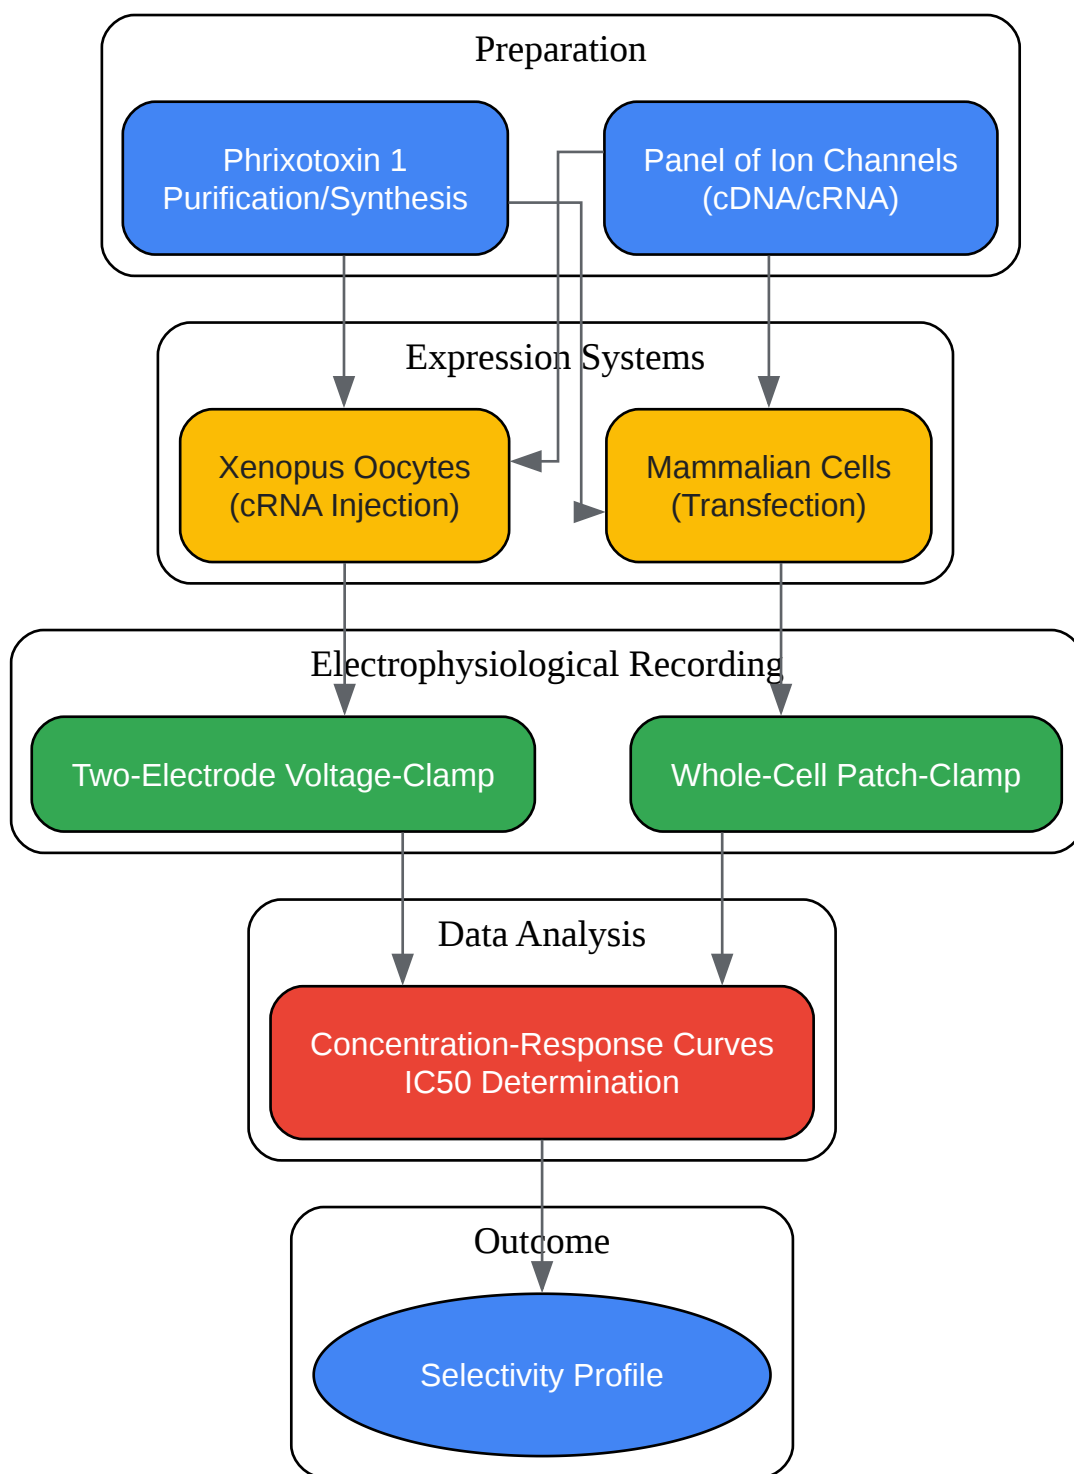 Preparation
Phrixotoxin 1
Purification/Synthesis
Panel of Ion Channels
(cDNA/cRNA)
Expression Systems
Xenopus Oocytes
(cRNA Injection)
Mammalian Cells
(Transfection)
Electrophysiological Recording
Two-Electrode Voltage-Clamp
Whole-Cell Patch-Clamp
Data Analysis
Concentration-Response Curves
IC50 Determination
Outcome
Selectivity Profile